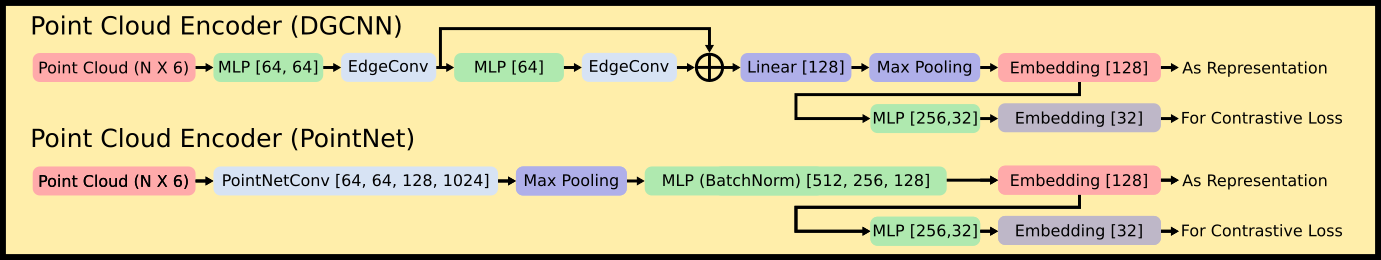 Point Cloud Encoder (DGCNN)
Point Cloud (N X 6) MLP [64, 64] EdgeConv MLP [64] EdgeConv Linear [128] Max Pooling Embedding [128] As Representation
MLP [256,32] Embedding [32] For Contrastive Loss
Point Cloud Encoder (PointNet)
Point Cloud (N X 6) PointNetConv [64, 64, 128, 1024] Max Pooling MLP (BatchNorm) [512, 256, 128] Embedding [128] As Representation
MLP [256,32] Embedding [32] For Contrastive Loss